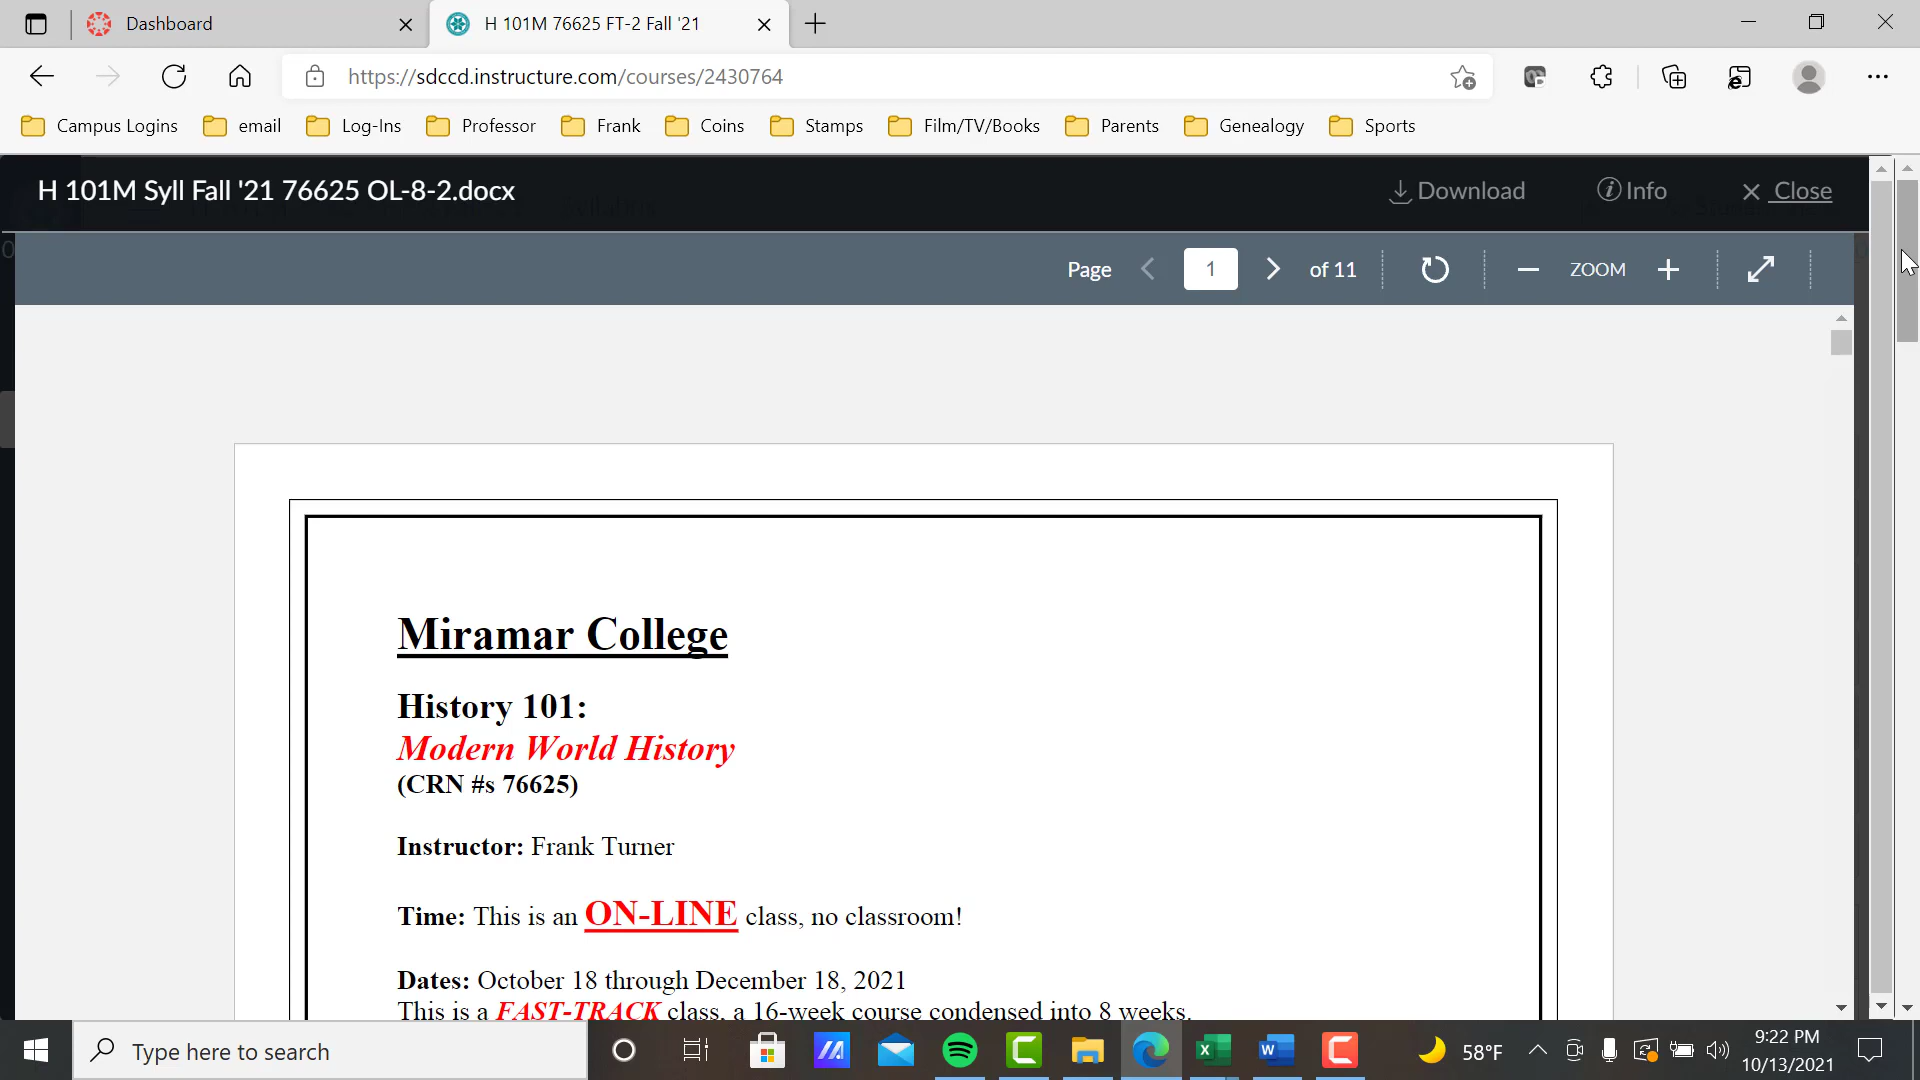 Dashboard
H 101M 76625 FT-2 Fall '21
https://sdccd.instructure.com/courses/2430764
Campus Logins email Log-Ins Professor Frank Coins Stamps Film/TV/Books Parents Genealogy Sports
H 101M Syll Fall '21 76625 OL-8-2.docx
Download Info Close
Page 1 of 11 ZOOM
Miramar College
History 101:
Modern World History
(CRN #s 76625)
Instructor: Frank Turner
Time: This is an ON-LINE class, no classroom!
Dates: October 18 through December 18, 2021
This is a FAST-TRACK class, a 16-week course condensed into 8 weeks.
Type here to search
58°F
9:22 PM
10/13/2021